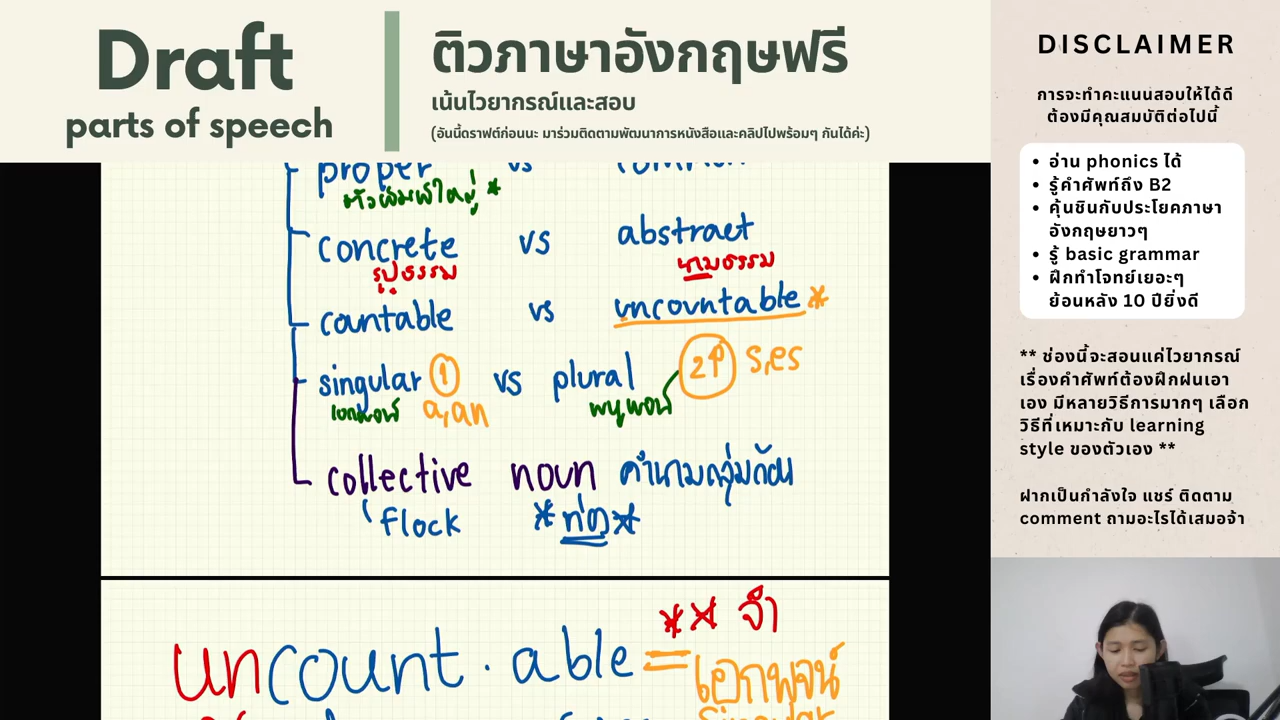 Draft
parts of speech
ติวภาษาอังกฤษฟรี
เน้นไวยากรณ์และสอบ
(อันนี้ดราฟต์ก่อนนะ มาร่วมติดตามพัฒนาการหนังสือและคลิปไปพร้อมๆ กันได้ค่ะ)
proper vs common
ตัวพิมพ์ใหญ่ *
concrete vs abstract
รูปธรรม นามธรรม
countable vs uncountable *
singular 1 vs plural 2↑ s,es
เอกพจน์ a,an พหูพจน์
collective noun คำนามกลุ่มก้อน
flock * ท่อง *
** จำ
uncount . able = เอกพจน์
singular
DISCLAIMER
การจะทำคะแนนสอบให้ได้ดี
ต้องมีคุณสมบัติต่อไปนี้
• อ่าน phonics ได้
• รู้คำศัพท์ถึง B2
• คุ้นชินกับประโยคภาษา
อังกฤษยาวๆ
• รู้ basic grammar
• ฝึกทำโจทย์เยอะๆ
ย้อนหลัง 10 ปียิ่งดี
** ช่องนี้จะสอนแค่ไวยากรณ์
เรื่องคำศัพท์ต้องฝึกฝนเอา
เอง มีหลายวิธีการมากๆ เลือก
วิธีที่เหมาะกับ learning
style ของตัวเอง **
ฝากเป็นกำลังใจ แชร์ ติดตาม
comment ถามอะไรได้เสมอจ้า